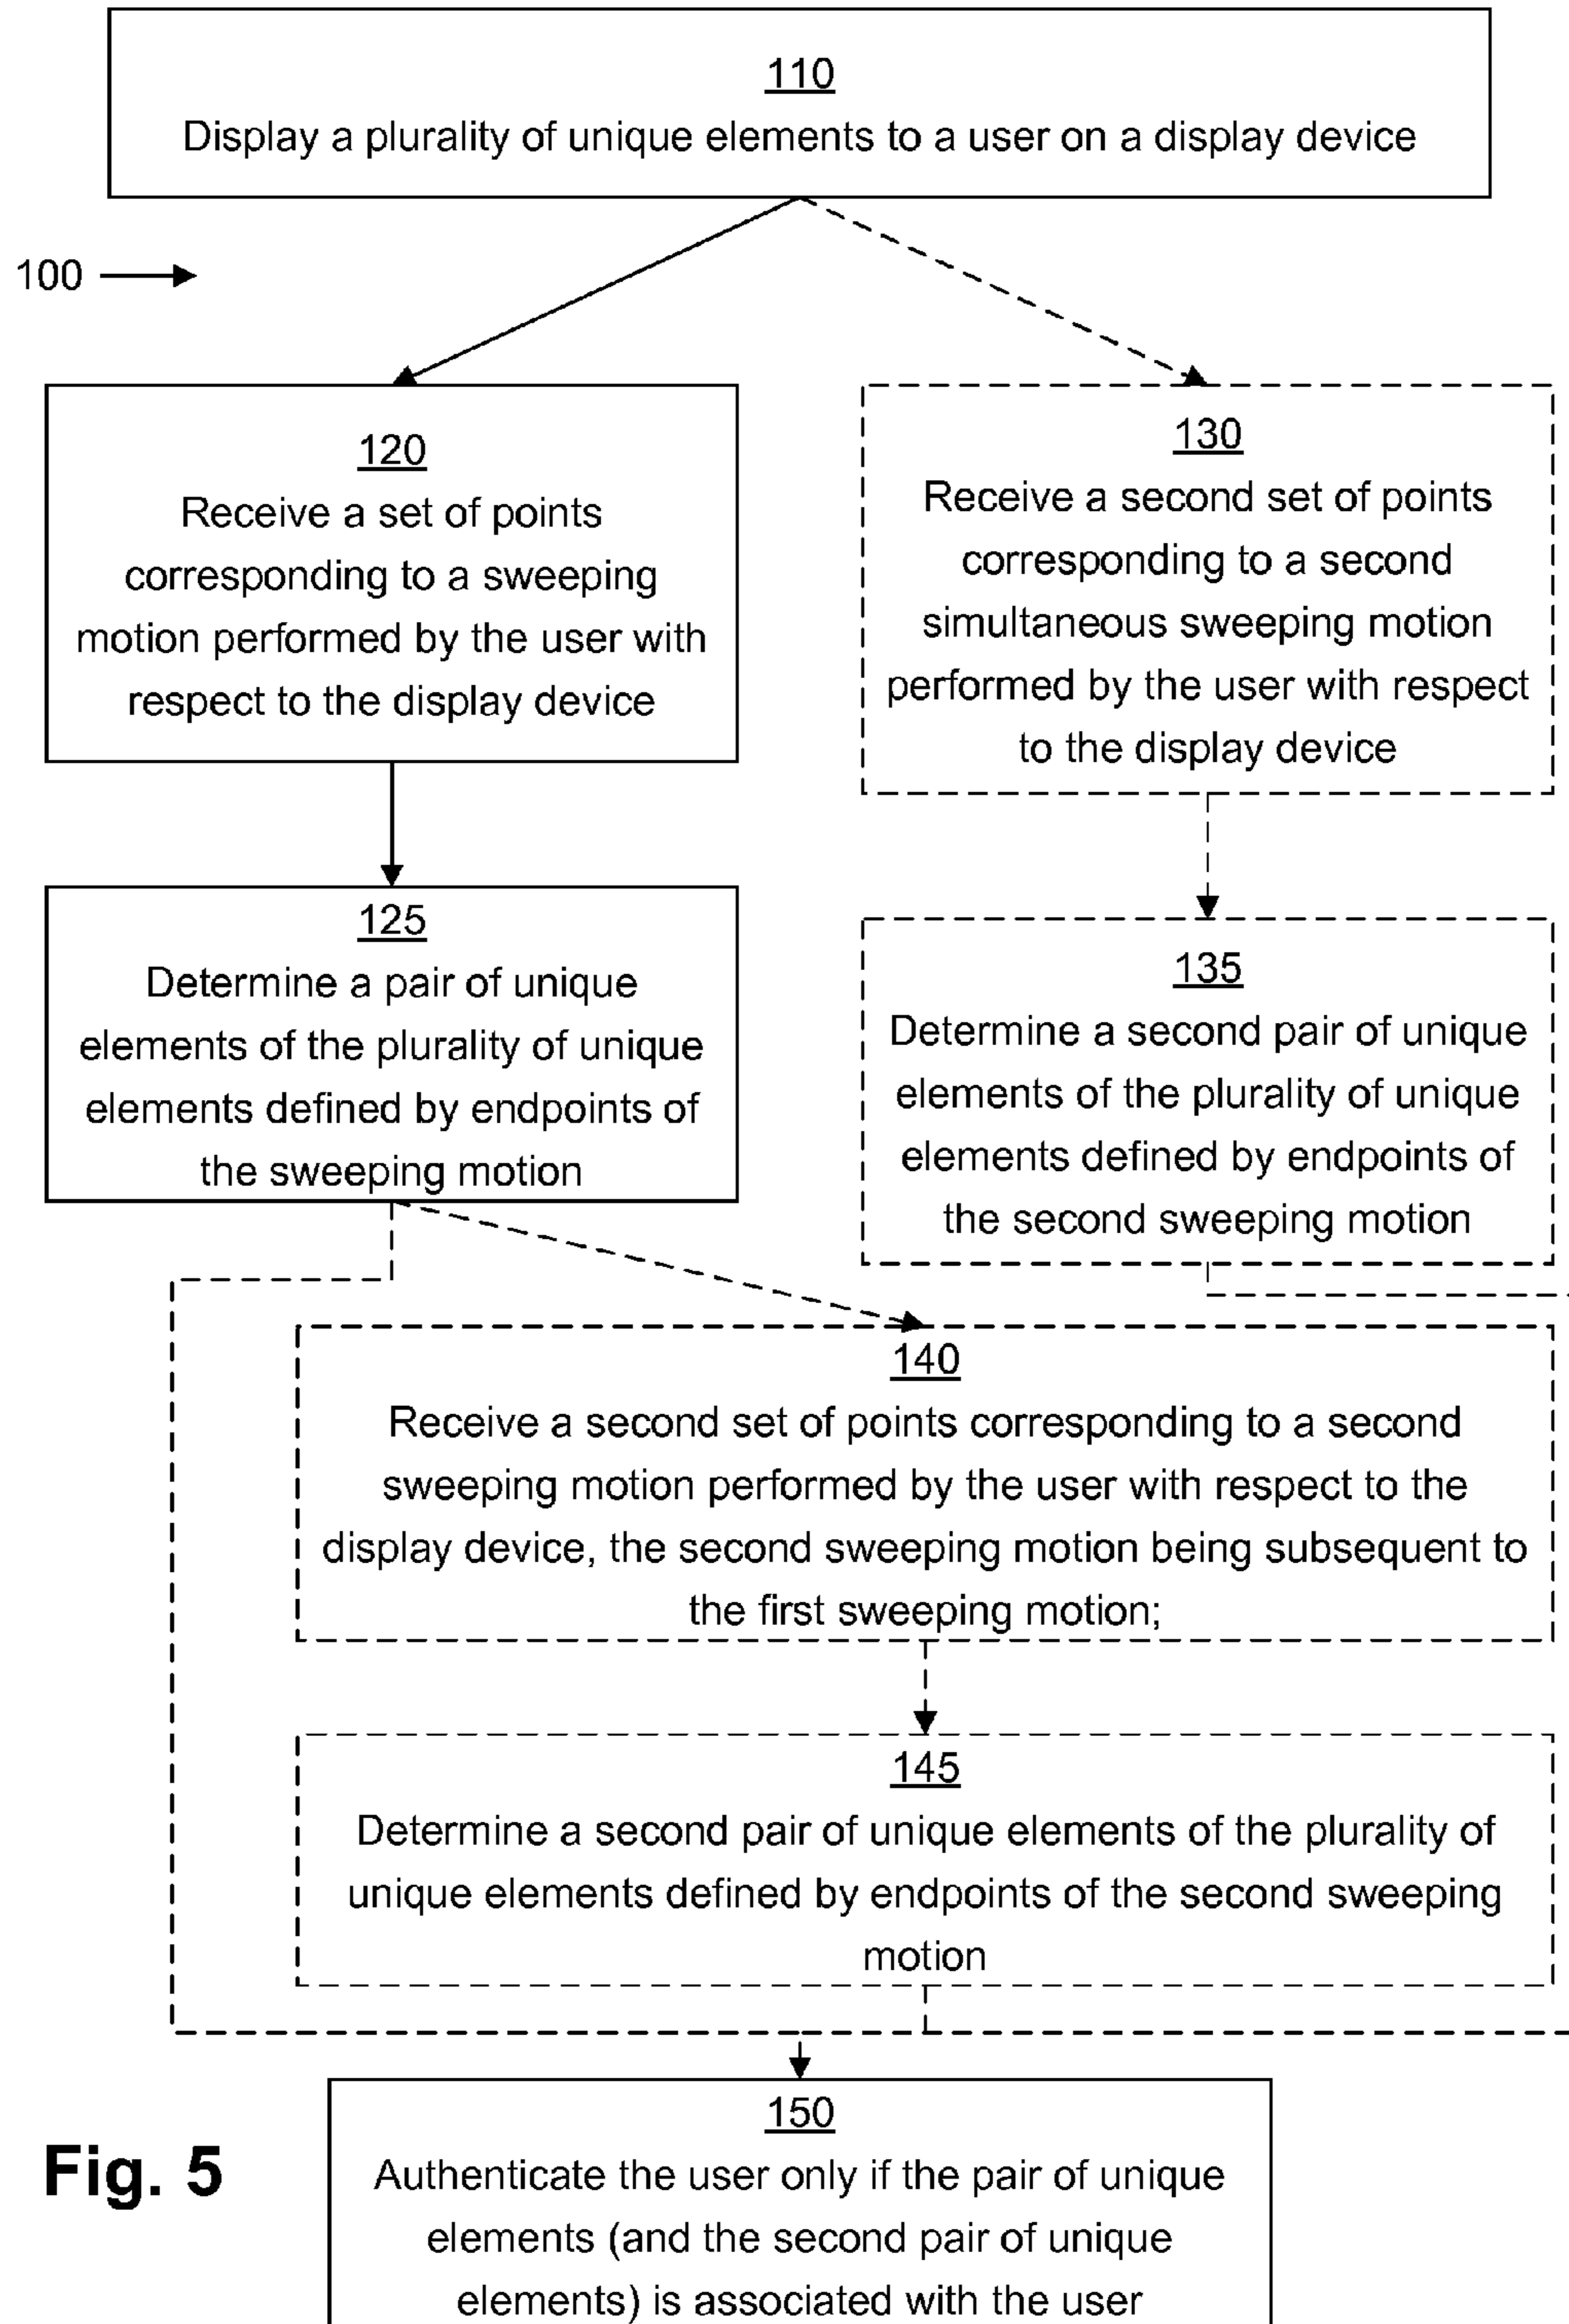 110
Display a plurality of unique elements to a user on a display device
100
120
Receive a set of points
corresponding to a sweeping
motion performed by the user with
respect to the display device
130
Receive a second set of points
corresponding to a second
simultaneous sweeping motion
performed by the user with respect
to the display device
125
Determine a pair of unique
elements of the plurality of unique
elements defined by endpoints of
the sweeping motion
135
Determine a second pair of unique
elements of the plurality of unique
elements defined by endpoints of
the second sweeping motion
140
Receive a second set of points corresponding to a second
sweeping motion performed by the user with respect to the
display device, the second sweeping motion being subsequent to
the first sweeping motion;
145
Determine a second pair of unique elements of the plurality of
unique elements defined by endpoints of the second sweeping
motion
150
Authenticate the user only if the pair of unique
elements (and the second pair of unique
elements) is associated with the user
Fig. 5